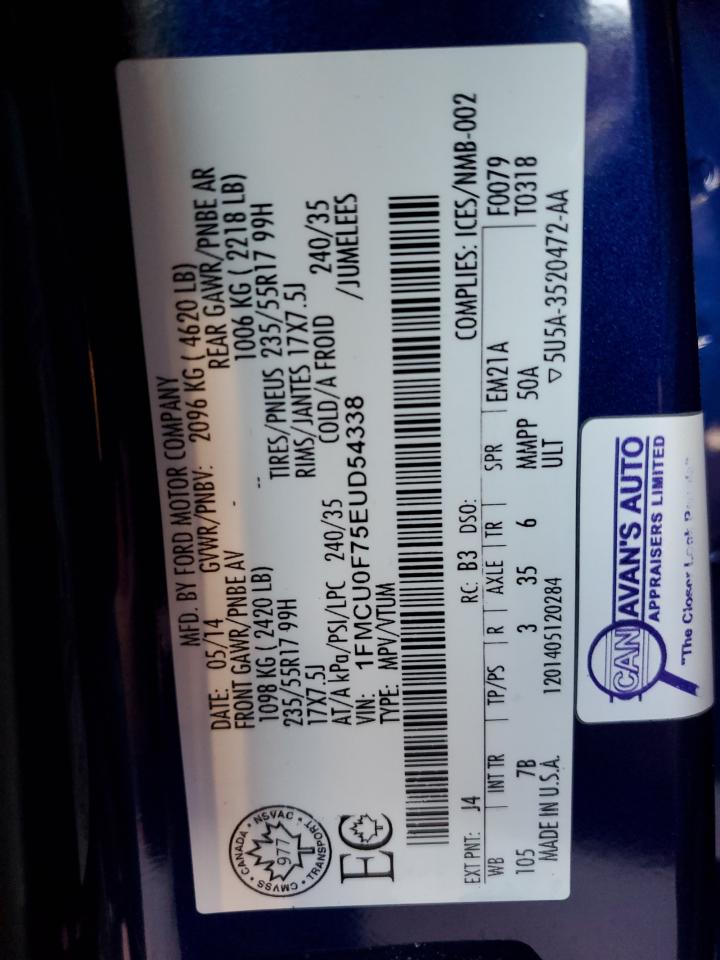 MFD. BY FORD MOTOR COMPANY
DATE: 05/14 GVWR/PNBV: 2096 KG ( 4620 LB)
FRONT GAWR/PNBE AV REAR GAWR/PNBE AR
1098 KG ( 2420 LB) -- 1006 KG ( 2218 LB)
235/55R17 99H TIRES/PNEUS 235/55R17 99H
17X7.5J RIMS/JANTES 17X7.5J
AT/A kPa/PSI/LPC 240/35 COLD/A FROID 240/35
VIN: 1FMCU0F75EUD54338 /JUMELEES
TYPE: MPV/VTUM
CANADA • NSVAC • TRANSPORT • CMVSS
977
EC
EXT PNT: J4 RC: B3 DSO: COMPLIES: ICES/NMB-002
WB INT TR TP/PS R AXLE TR SPR EM21A F0079
105 7B 3 35 6 MMPP 50A T0318
MADE IN U.S.A. 1201405120284 ULT ▽5U5A-3520472-AA
CANAVAN'S AUTO
APPRAISERS LIMITED
"The Closer Look